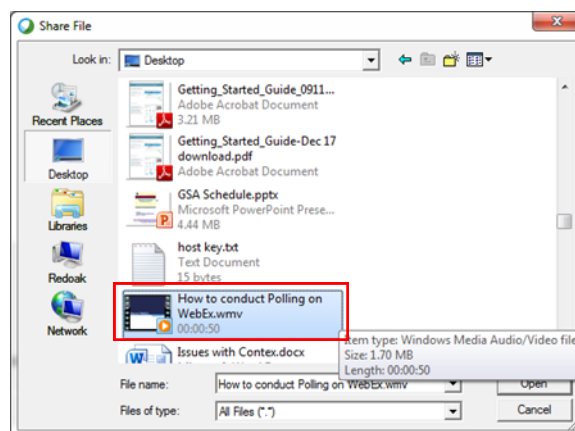 Share File
Look in:
Desktop
Recent Places
Desktop
Libraries
Redoak
Network
Getting_Started_Guide_0911...
Adobe Acrobat Document
3.21 MB
Getting_Started_Guide-Dec 17
download.pdf
Adobe Acrobat Document
GSA Schedule.pptx
Microsoft PowerPoint Prese...
4.44 MB
host key.txt
Text Document
15 bytes
How to conduct Polling on
WebEx.wmv
00:00:50
Issues with Contex.docx
Item type: Windows Media Audio/Video file
Size: 1.70 MB
Length: 00:00:50
File name:
How to conduct Polling on WebEx.wmv
Open
Files of type:
All Files (*.*)
Cancel